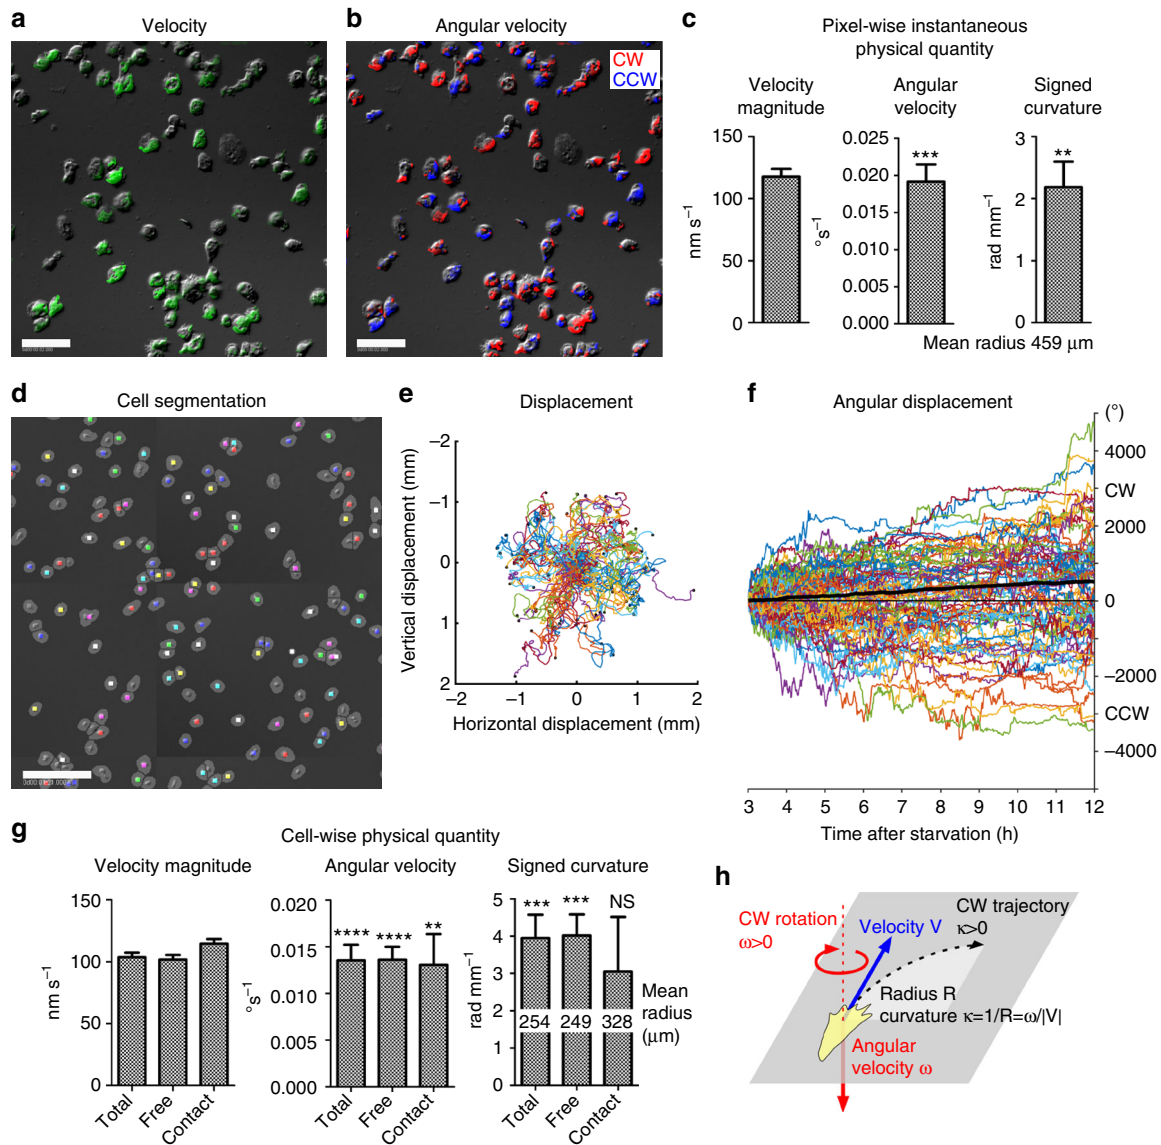 a
Velocity
b
Angular velocity
CW
CCW
c
Pixel-wise instantaneous
physical quantity
Velocity
magnitude
150
100
50
0
nm s⁻¹
Angular
velocity
0.025
0.020
0.015
0.010
0.005
0.000
°s⁻¹
***
Signed
curvature
3
2
1
0
rad mm⁻¹
**
Mean radius 459 μm
d
Cell segmentation
e
Displacement
−2
−1
0
1
2
Vertical displacement (mm)
−2
−1
0
1
2
Horizontal displacement (mm)
f
Angular displacement
(°)
4000
CW
2000
0
−2000
CCW
−4000
3
4
5
6
7
8
9
10
11
12
Time after starvation (h)
g
Cell-wise physical quantity
Velocity magnitude
150
100
50
0
nm s⁻¹
Total
Free
Contact
Angular velocity
0.020
0.015
0.010
0.005
0.000
°s⁻¹
****
****
**
Total
Free
Contact
Signed curvature
5
4
3
2
1
0
rad mm⁻¹
***
***
NS
254
249
328
Mean
radius
(μm)
Total
Free
Contact
h
CW rotation
ω>0
Velocity V
CW trajectory
κ>0
Radius R
curvature κ=1/R=ω/|V|
Angular
velocity ω